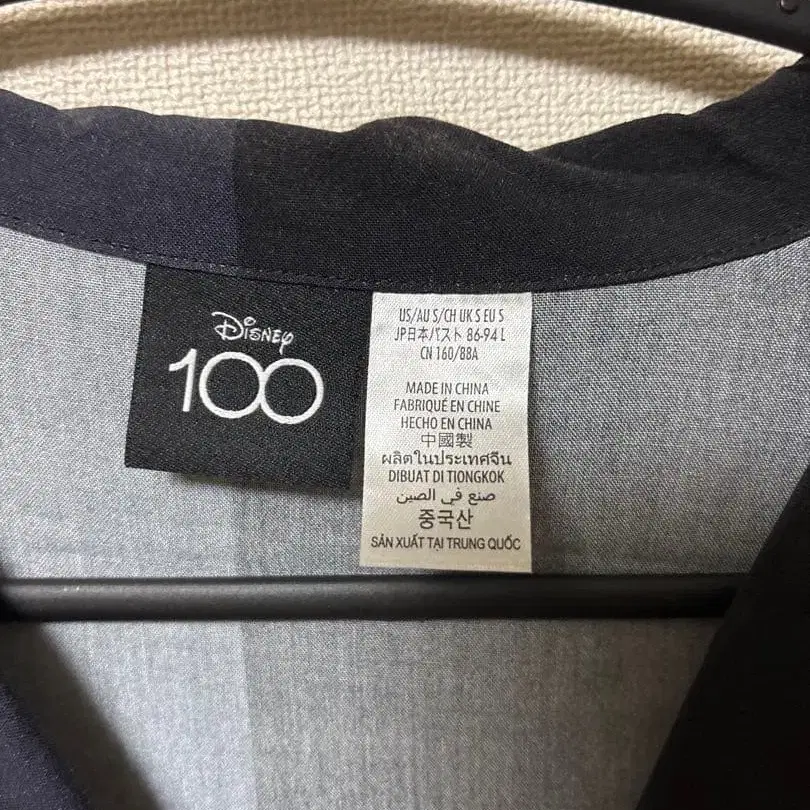 Disney
100
US/AU S/CH UK S EU S
JP日本バスト 86-94 L
CN 160/88A
MADE IN CHINA
FABRIQUÉ EN CHINE
HECHO EN CHINA
中國製
ผลิตในประเทศจีน
DIBUAT DI TIONGKOK
صنع في الصين
중국산
SẢN XUẤT TẠI TRUNG QUỐC